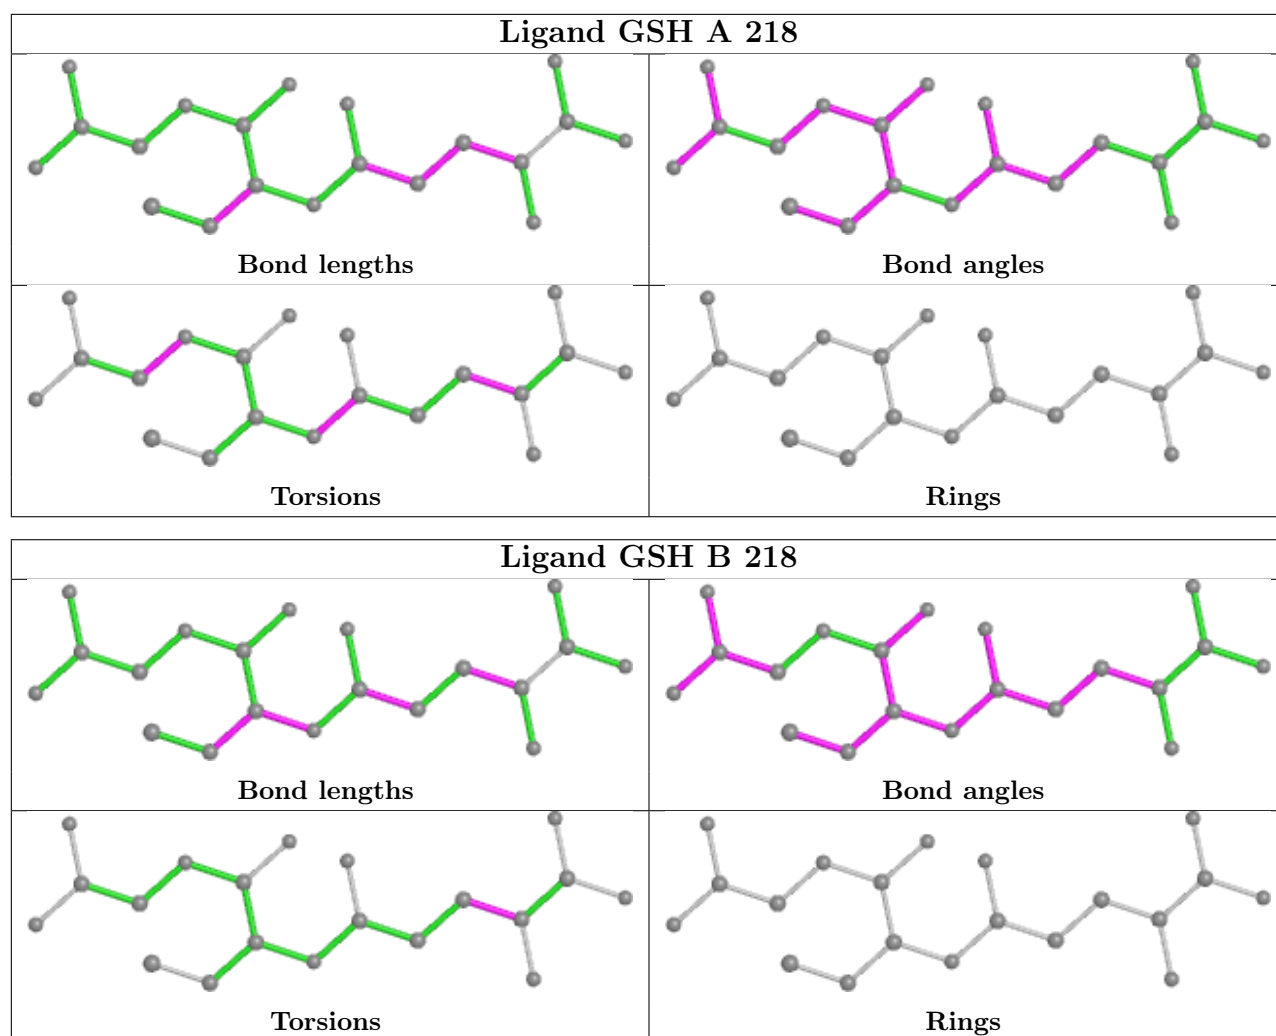 Ligand GSH A 218
Bond lengths
Bond angles
Torsions
Rings
Ligand GSH B 218
Bond lengths
Bond angles
Torsions
Rings